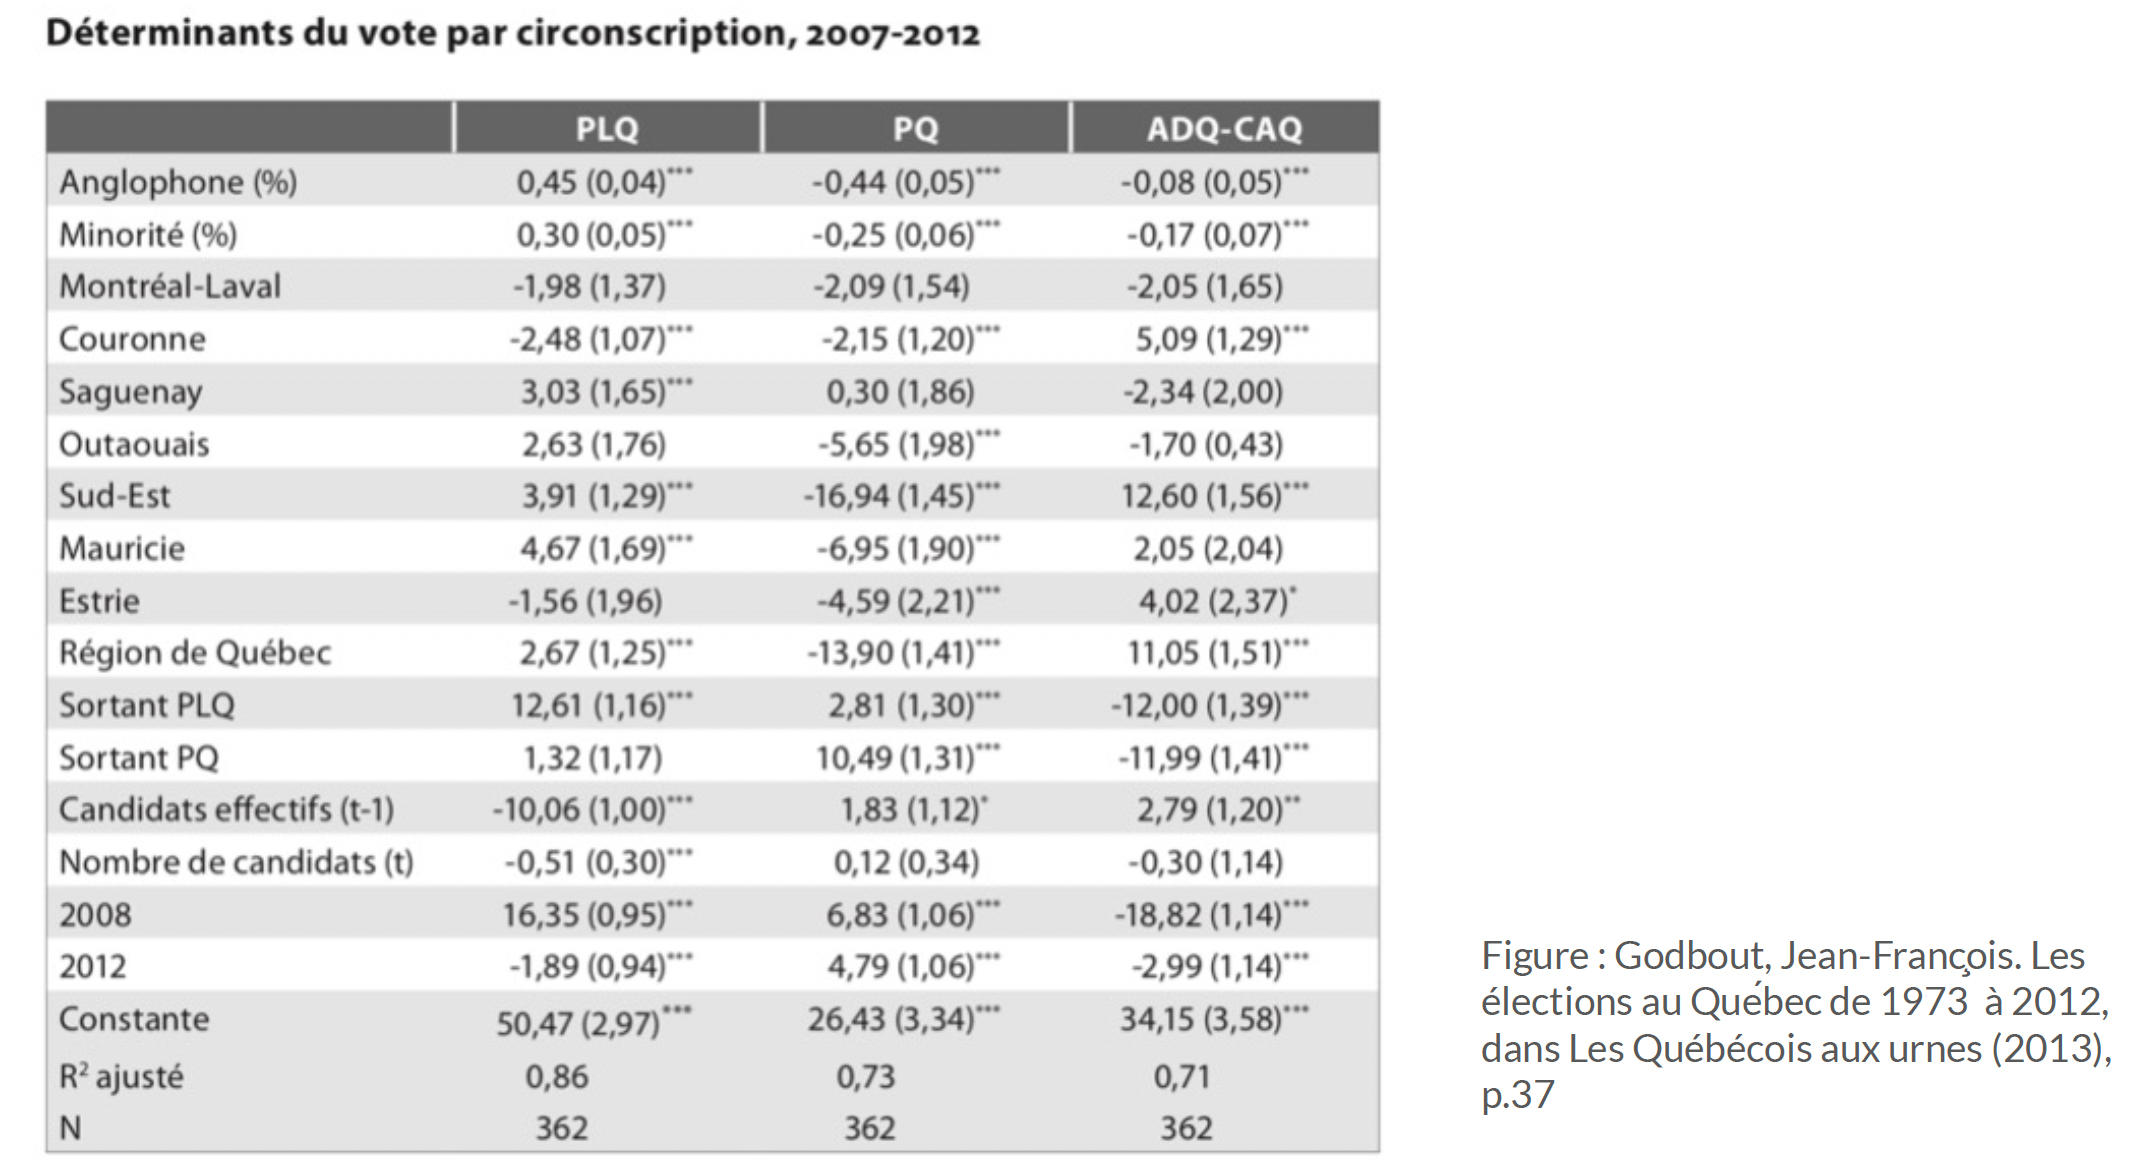 Déterminants du vote par circonscription, 2007-2012
PLQ PQ ADQ-CAQ
Anglophone (%) 0,45 (0,04)*** -0,44 (0,05)*** -0,08 (0,05)***
Minorité (%) 0,30 (0,05)*** -0,25 (0,06)*** -0,17 (0,07)***
Montréal-Laval -1,98 (1,37) -2,09 (1,54) -2,05 (1,65)
Couronne -2,48 (1,07)*** -2,15 (1,20)*** 5,09 (1,29)***
Saguenay 3,03 (1,65)*** 0,30 (1,86) -2,34 (2,00)
Outaouais 2,63 (1,76) -5,65 (1,98)*** -1,70 (0,43)
Sud-Est 3,91 (1,29)*** -16,94 (1,45)*** 12,60 (1,56)***
Mauricie 4,67 (1,69)*** -6,95 (1,90)*** 2,05 (2,04)
Estrie -1,56 (1,96) -4,59 (2,21)*** 4,02 (2,37)*
Région de Québec 2,67 (1,25)*** -13,90 (1,41)*** 11,05 (1,51)***
Sortant PLQ 12,61 (1,16)*** 2,81 (1,30)*** -12,00 (1,39)***
Sortant PQ 1,32 (1,17) 10,49 (1,31)*** -11,99 (1,41)***
Candidats effectifs (t-1) -10,06 (1,00)*** 1,83 (1,12)* 2,79 (1,20)**
Nombre de candidats (t) -0,51 (0,30)*** 0,12 (0,34) -0,30 (1,14)
2008 16,35 (0,95)*** 6,83 (1,06)*** -18,82 (1,14)***
2012 -1,89 (0,94)*** 4,79 (1,06)*** -2,99 (1,14)***
Constante 50,47 (2,97)*** 26,43 (3,34)*** 34,15 (3,58)***
R² ajusté 0,86 0,73 0,71
N 362 362 362
Figure : Godbout, Jean-François. Les
élections au Québec de 1973 à 2012,
dans Les Québécois aux urnes (2013),
p.37